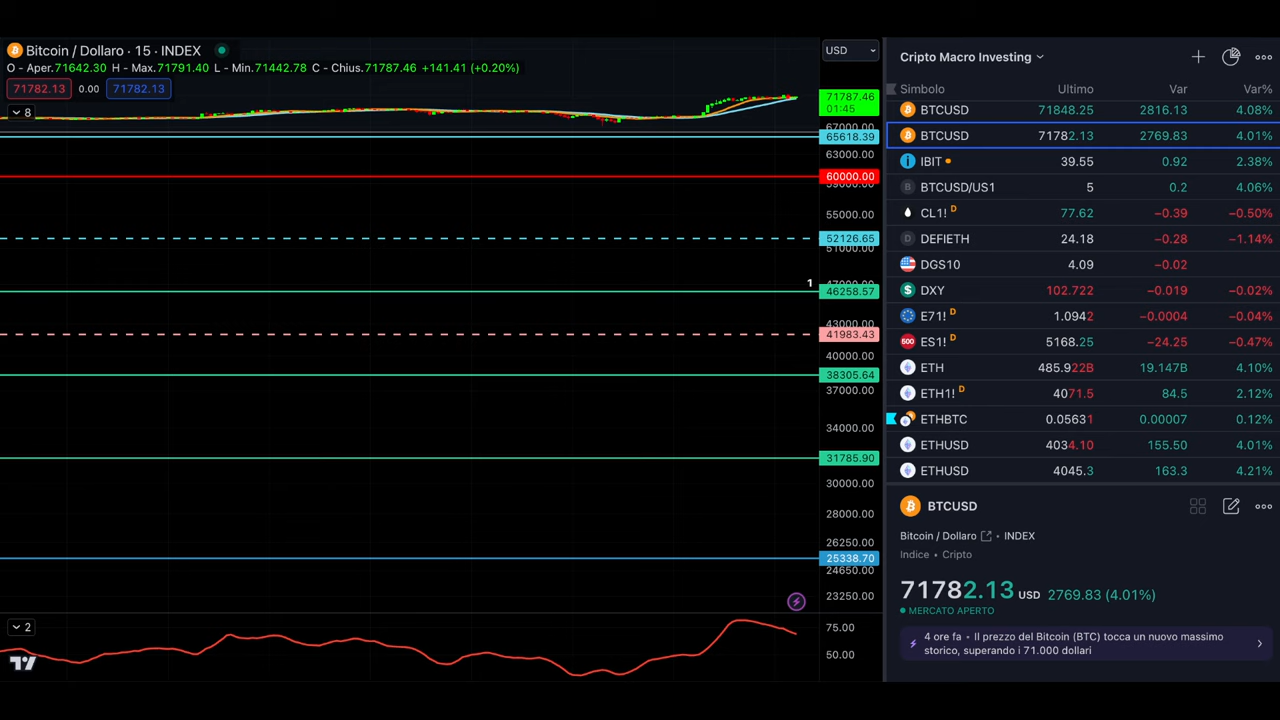 Bitcoin / Dollaro · 15 · INDEX
O - Aper.71642.30 H - Max.71791.40 L - Min.71442.78 C - Chius.71787.46 +141.41 (+0.20%)
71782.13 0.00 71782.13
8
USD
71787.46
01:45
67000.00
65618.39
63000.00
60000.00
59000.00
55000.00
52126.65
51000.00
1
47000.00
46258.57
43000.00
41983.43
40000.00
38305.64
37000.00
34000.00
31785.90
30000.00
28000.00
26250.00
25338.70
24650.00
23250.00
2
75.00
50.00
Cripto Macro Investing
Simbolo Ultimo Var Var%
BTCUSD 71848.25 2816.13 4.08%
BTCUSD 71782.13 2769.83 4.01%
IBIT 39.55 0.92 2.38%
BTCUSD/US1 5 0.2 4.06%
CL1! D 77.62 −0.39 −0.50%
DEFIETH 24.18 −0.28 −1.14%
DGS10 4.09 −0.02
DXY 102.722 −0.019 −0.02%
E71! D 1.0942 −0.0004 −0.04%
500 ES1! D 5168.25 −24.25 −0.47%
ETH 485.922B 19.147B 4.10%
ETH1! D 4071.5 84.5 2.12%
ETHBTC 0.05631 0.00007 0.12%
ETHUSD 4034.10 155.50 4.01%
ETHUSD 4045.3 163.3 4.21%
BTCUSD
Bitcoin / Dollaro • INDEX
Indice • Cripto
71782.13 USD 2769.83 (4.01%)
MERCATO APERTO
4 ore fa • Il prezzo del Bitcoin (BTC) tocca un nuovo massimo
storico, superando i 71.000 dollari